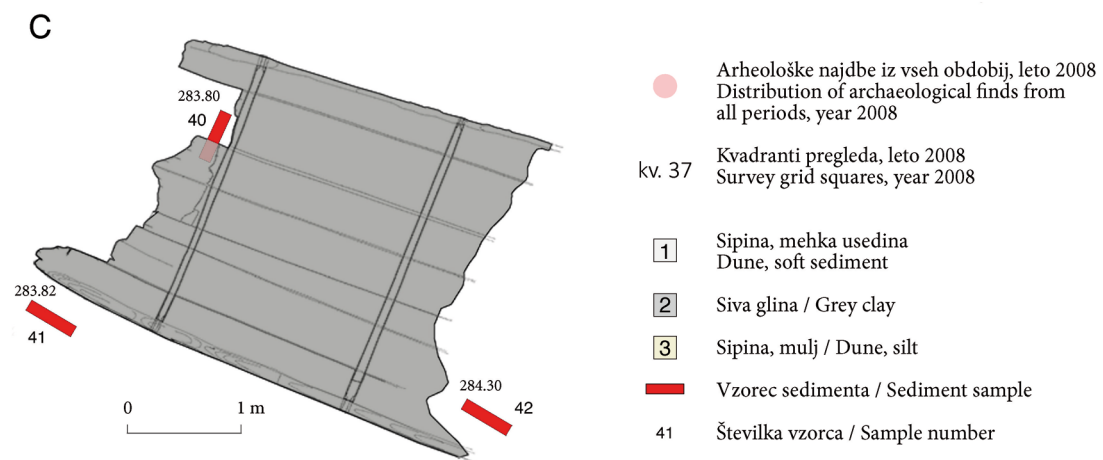 C
283.80
40
283.82
41
284.30
42
0 1 m
Arheološke najdbe iz vseh obdobij, leto 2008
Distribution of archaeological finds from
all periods, year 2008
kv. 37
Kvadranti pregleda, leto 2008
Survey grid squares, year 2008
1
Sipina, mehka usedina
Dune, soft sediment
2
Siva glina / Grey clay
3
Sipina, mulj / Dune, silt
Vzorec sedimenta / Sediment sample
41
Številka vzorca / Sample number